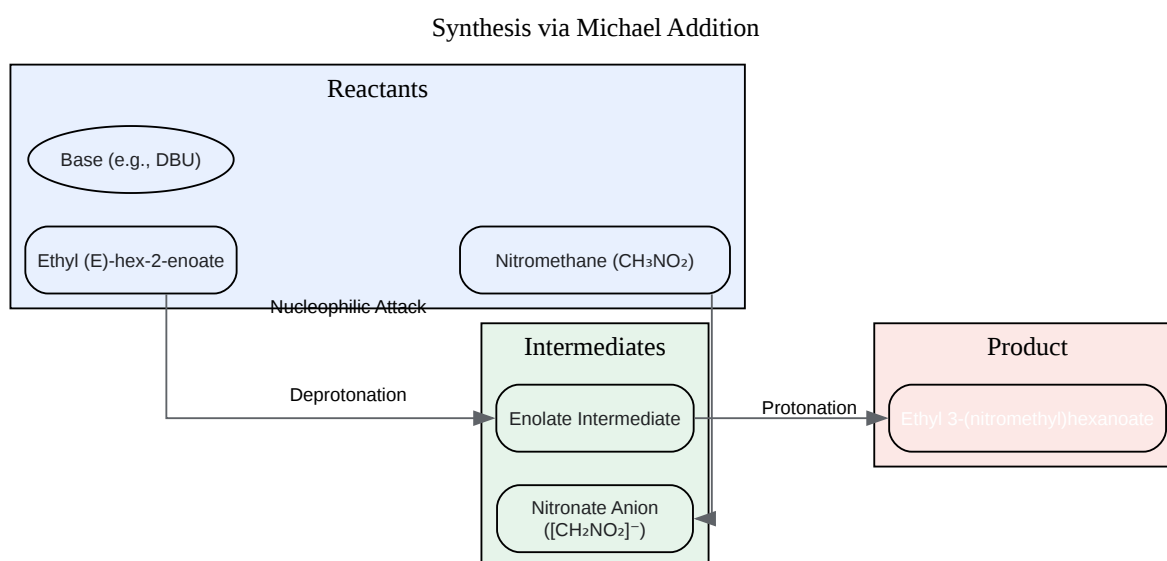 Synthesis via Michael Addition
Reactants
Base (e.g., DBU)
Ethyl (E)-hex-2-enoate
Nitromethane (CH₃NO₂)
Nucleophilic Attack
Intermediates
Product
Deprotonation
Enolate Intermediate
Protonation
Ethyl 3-(nitromethyl)hexanoate
Nitronate Anion
([CH₂NO₂]⁻)